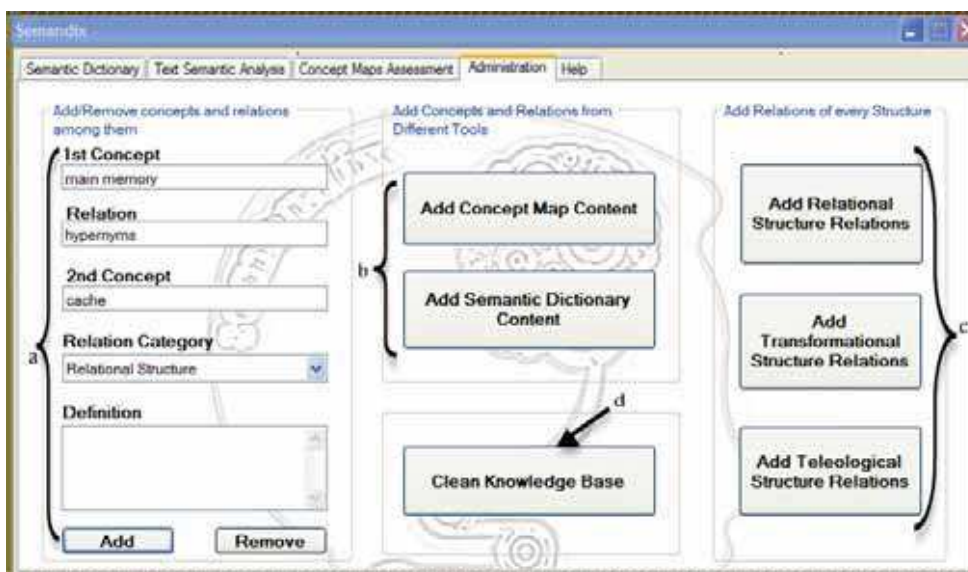 Semandix
Semantic Dictionary Text Semantic Analysis Concept Maps Assessment Administration Help
Add/Remove concepts and relations
among them
1st Concept
main memory
Relation
hypernyms
2nd Concept
cache
Relation Category
Relational Structure
Definition
Add Remove
a
Add Concepts and Relations from
Different Tools
Add Concept Map Content
b
Add Semantic Dictionary
Content
d
Clean Knowledge Base
Add Relations of every Structure
Add Relational
Structure Relations
Add
Transformational
Structure Relations
c
Add Teleological
Structure Relations